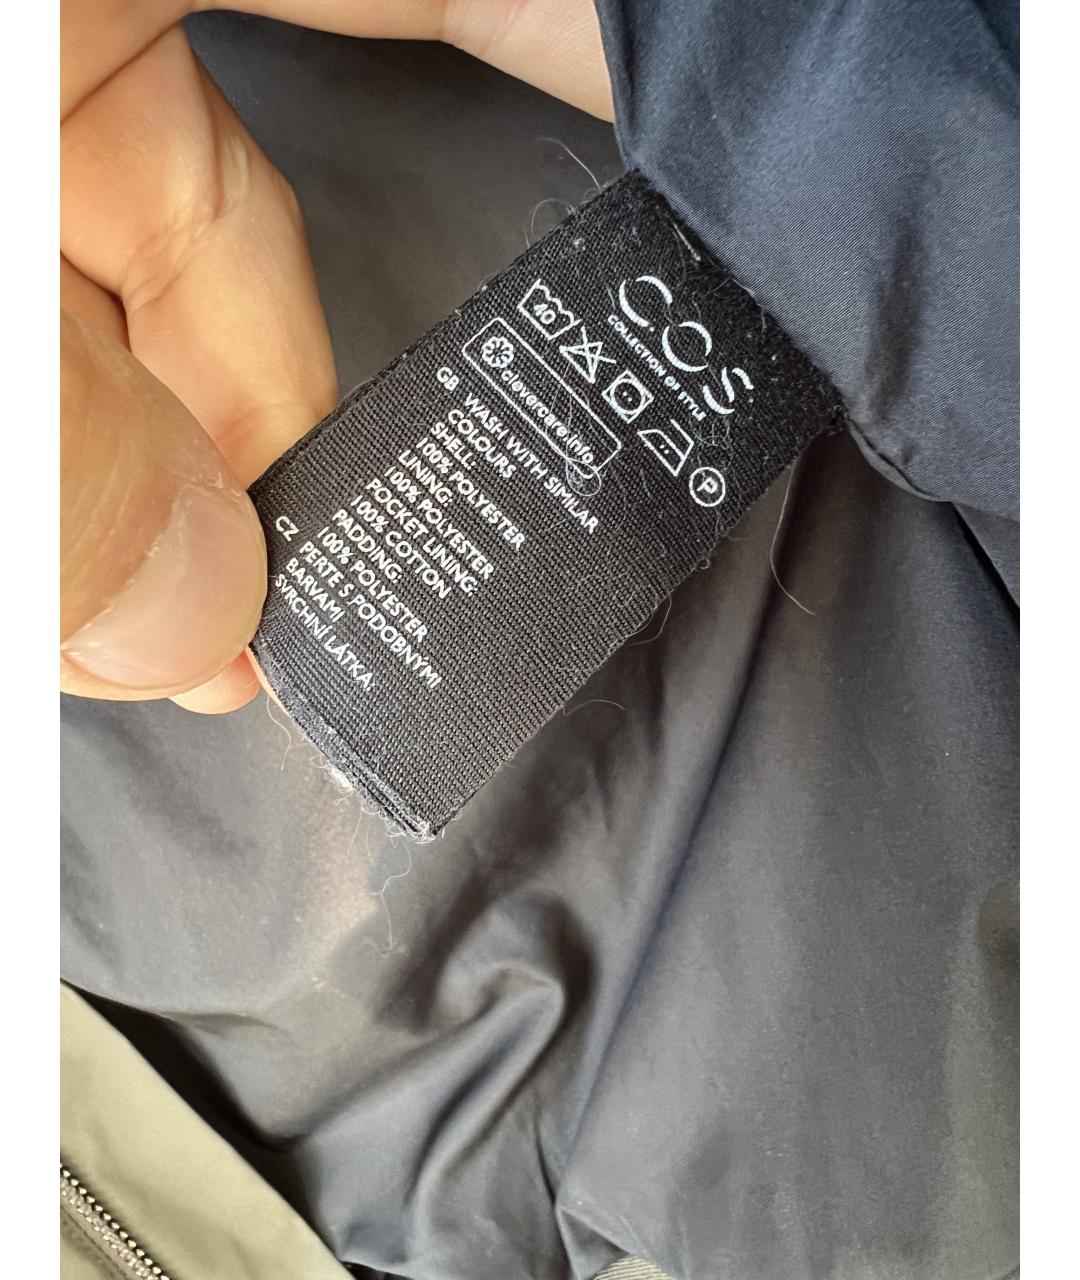 COS
COLLECTION OF STYLE
40
P
clevercare.info
GB WASH WITH SIMILAR
COLOURS
SHELL:
100% POLYESTER
LINING:
100% POLYESTER
POCKET LINING:
100% COTTON
PADDING:
100% POLYESTER
CZ PERTE S PODOBNÝMI
BARVAMI
SVRCHNÍ LÁTKA: